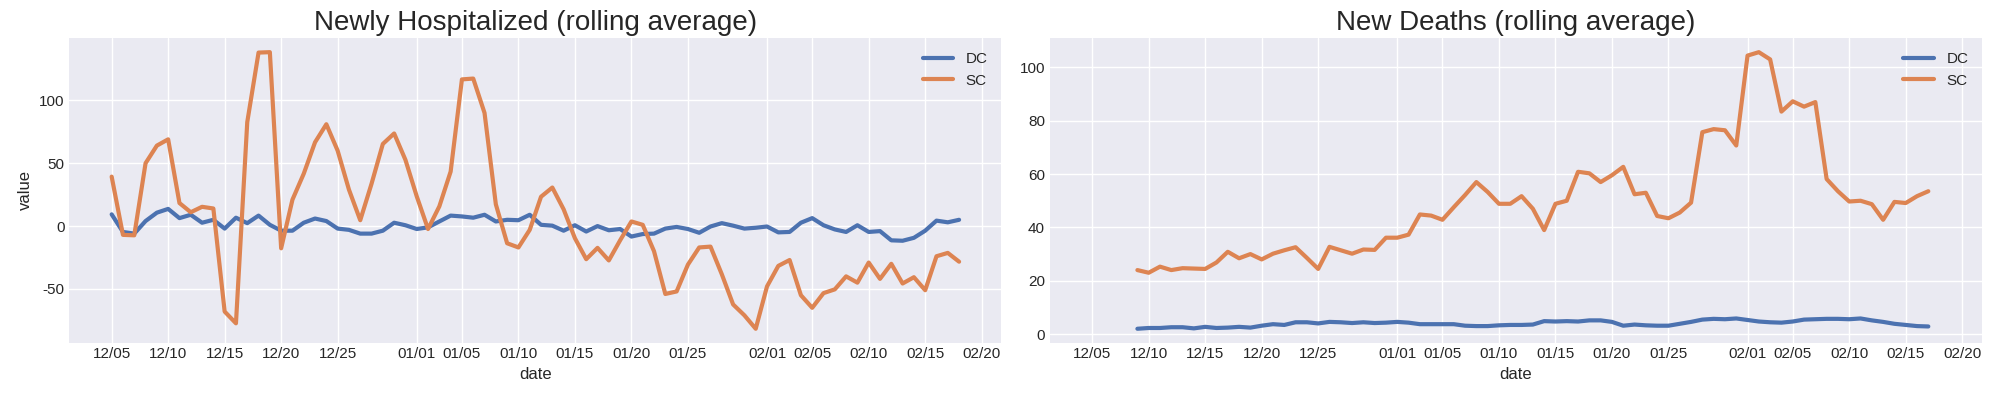 Newly Hospitalized (rolling average)
DC
SC
100
50
0
-50
value
12/05 12/10 12/15 12/20 12/25 01/01 01/05 01/10 01/15 01/20 01/25 02/01 02/05 02/10 02/15 02/20
date
New Deaths (rolling average)
DC
SC
100
80
60
40
20
0
12/05 12/10 12/15 12/20 12/25 01/01 01/05 01/10 01/15 01/20 01/25 02/01 02/05 02/10 02/15 02/20
date